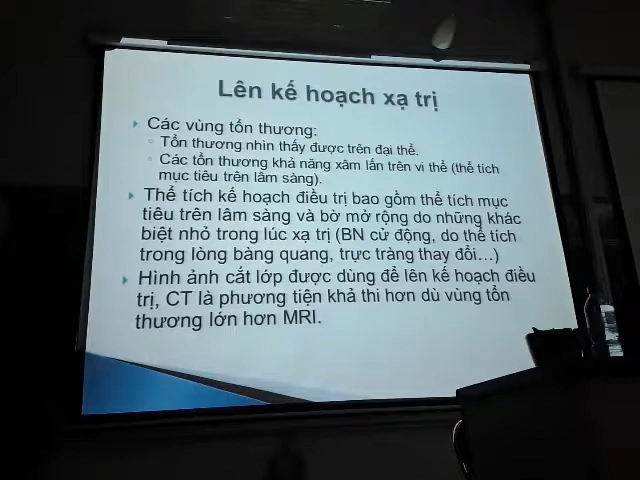 Lên kế hoạch xạ trị
Các vùng tổn thương:
Tổn thương nhìn thấy được trên đại thể.
Các tổn thương khả năng xâm lấn trên vi thể (thể tích
mục tiêu trên lâm sàng).
Thể tích kế hoạch điều trị bao gồm thể tích mục
tiêu trên lâm sàng và bờ mở rộng do những khác
biệt nhỏ trong lúc xạ trị (BN cử động, do thể tích
trong lòng bàng quang, trực tràng thay đổi...)
Hình ảnh cắt lớp được dùng để lên kế hoạch điều
trị, CT là phương tiện khả thi hơn dù vùng tổn
thương lớn hơn MRI.